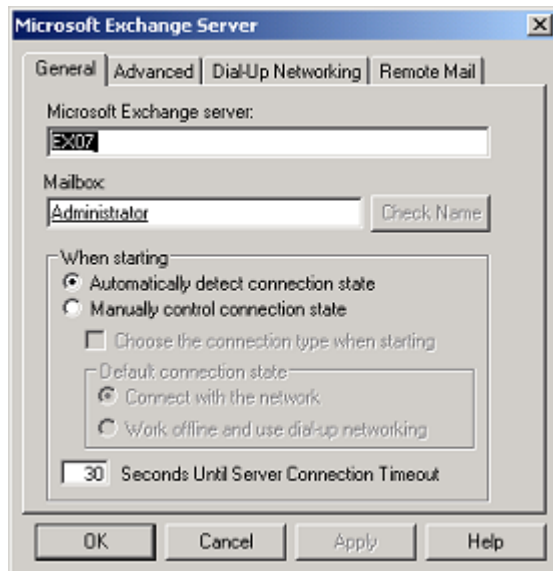 Microsoft Exchange Server
General Advanced Dial-Up Networking Remote Mail
Microsoft Exchange server:
EX07
Mailbox:
Administrator Check Name
When starting
Automatically detect connection state
Manually control connection state
Choose the connection type when starting
Default connection state
Connect with the network
Work offline and use dial-up networking
30 Seconds Until Server Connection Timeout
OK Cancel Apply Help